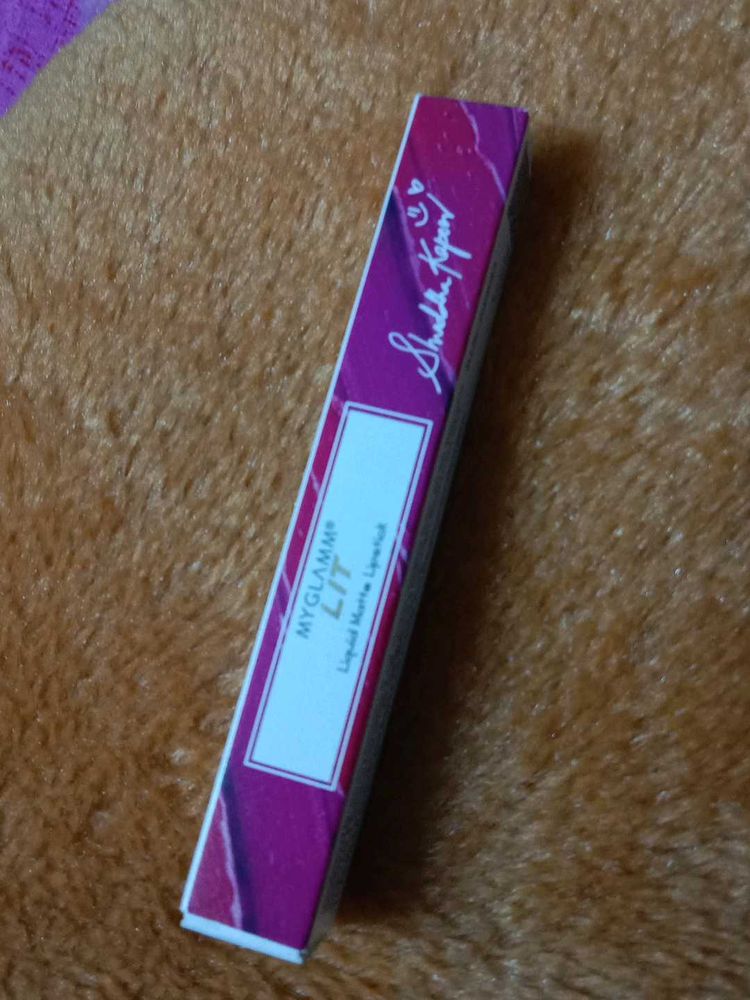 Shraddha Kapoor
MYGLAMM®
LIT
Liquid Matte Lipstick